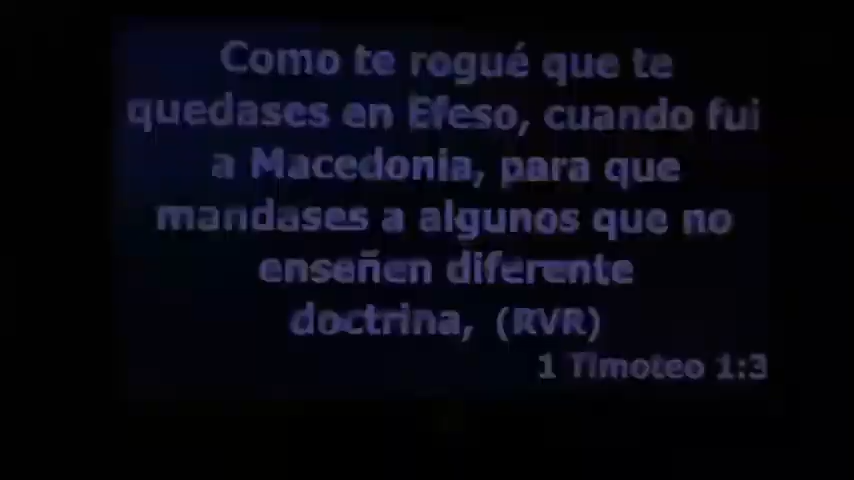 Como te rogué que te
quedases en Efeso, cuando fui
a Macedonia, para que
mandases a algunos que no
enseñen diferente
doctrina, (RVR)
1 Timoteo 1:3